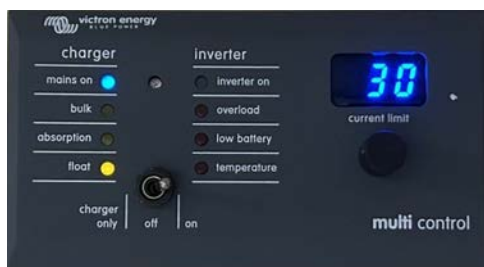 victron energy
BLUE POWER
charger
mains on
bulk
absorption
float
inverter
inverter on
overload
low battery
temperature
30
current limit
charger
only
off
on
multi control